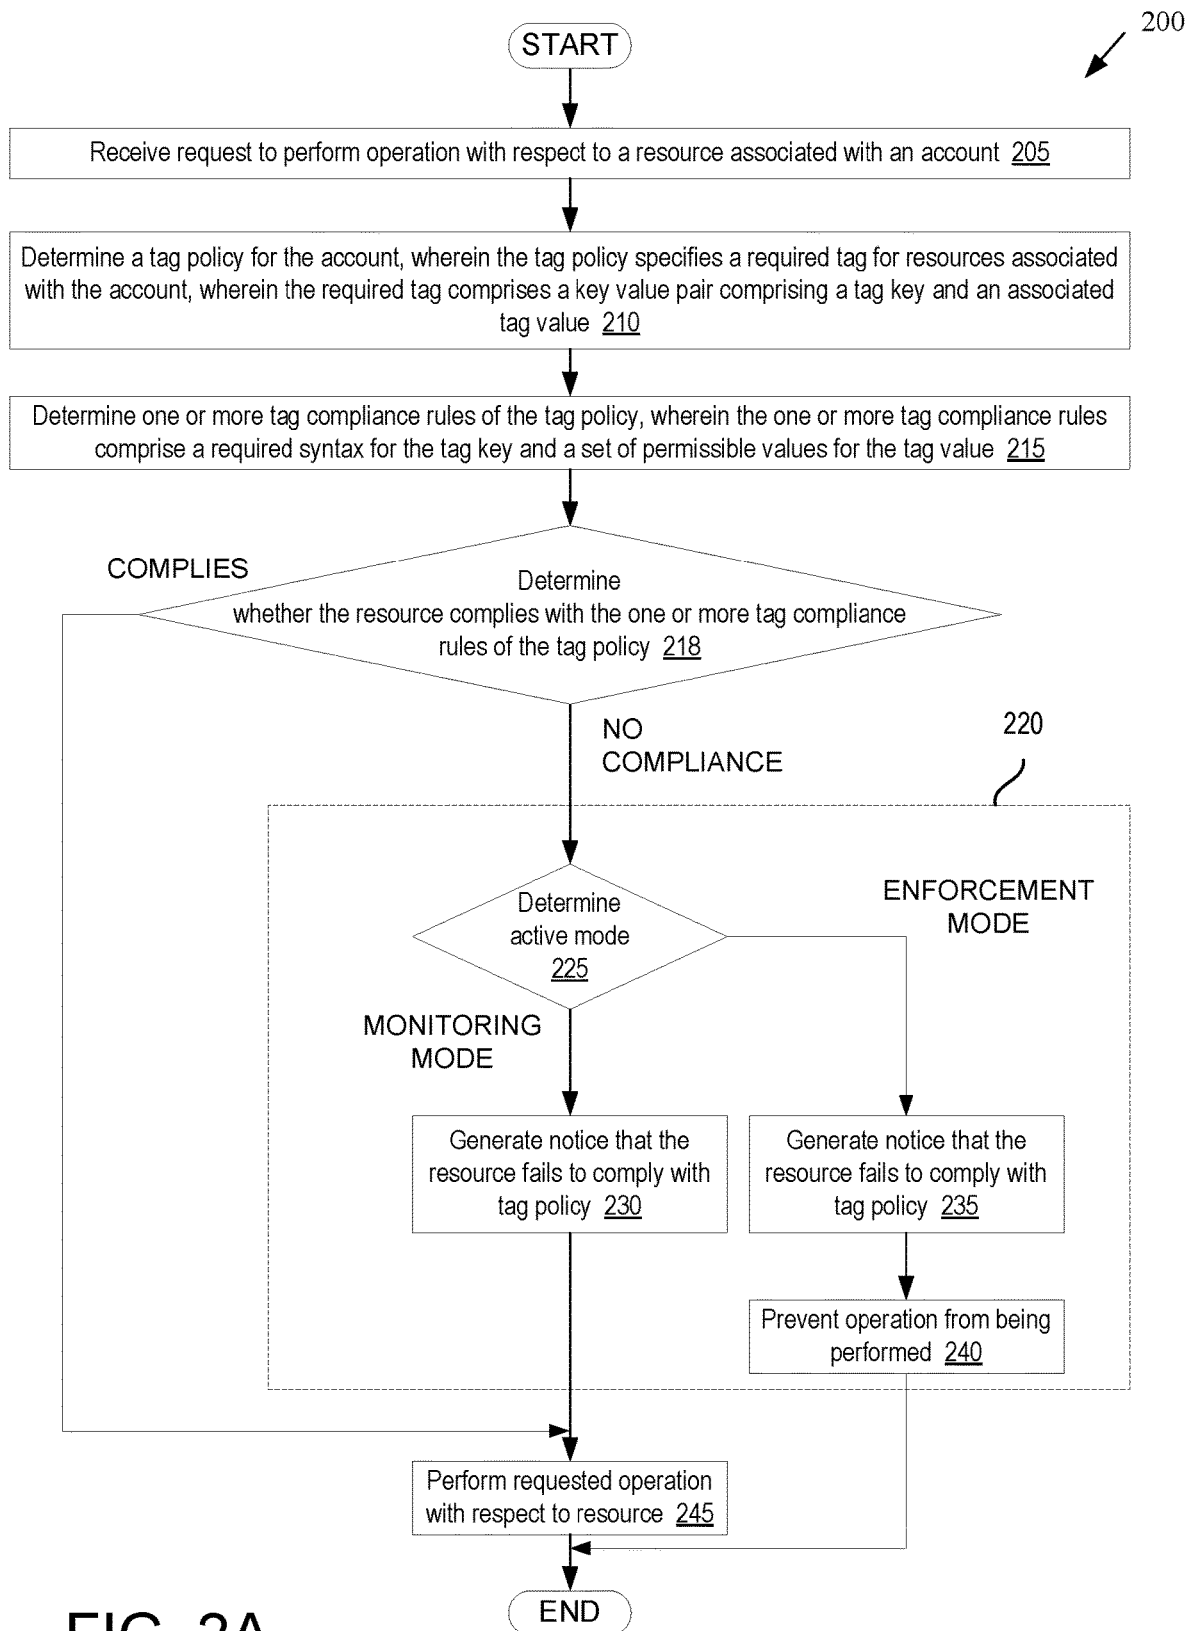 200
START
Receive request to perform operation with respect to a resource associated with an account 205
Determine a tag policy for the account, wherein the tag policy specifies a required tag for resources associated
with the account, wherein the required tag comprises a key value pair comprising a tag key and an associated
tag value 210
Determine one or more tag compliance rules of the tag policy, wherein the one or more tag compliance rules
comprise a required syntax for the tag key and a set of permissible values for the tag value 215
COMPLIES
Determine
whether the resource complies with the one or more tag compliance
rules of the tag policy 218
NO
COMPLIANCE
220
Determine
active mode
225
ENFORCEMENT
MODE
MONITORING
MODE
Generate notice that the
resource fails to comply with
tag policy 230
Generate notice that the
resource fails to comply with
tag policy 235
Prevent operation from being
performed 240
Perform requested operation
with respect to resource 245
END
FIG. 2A